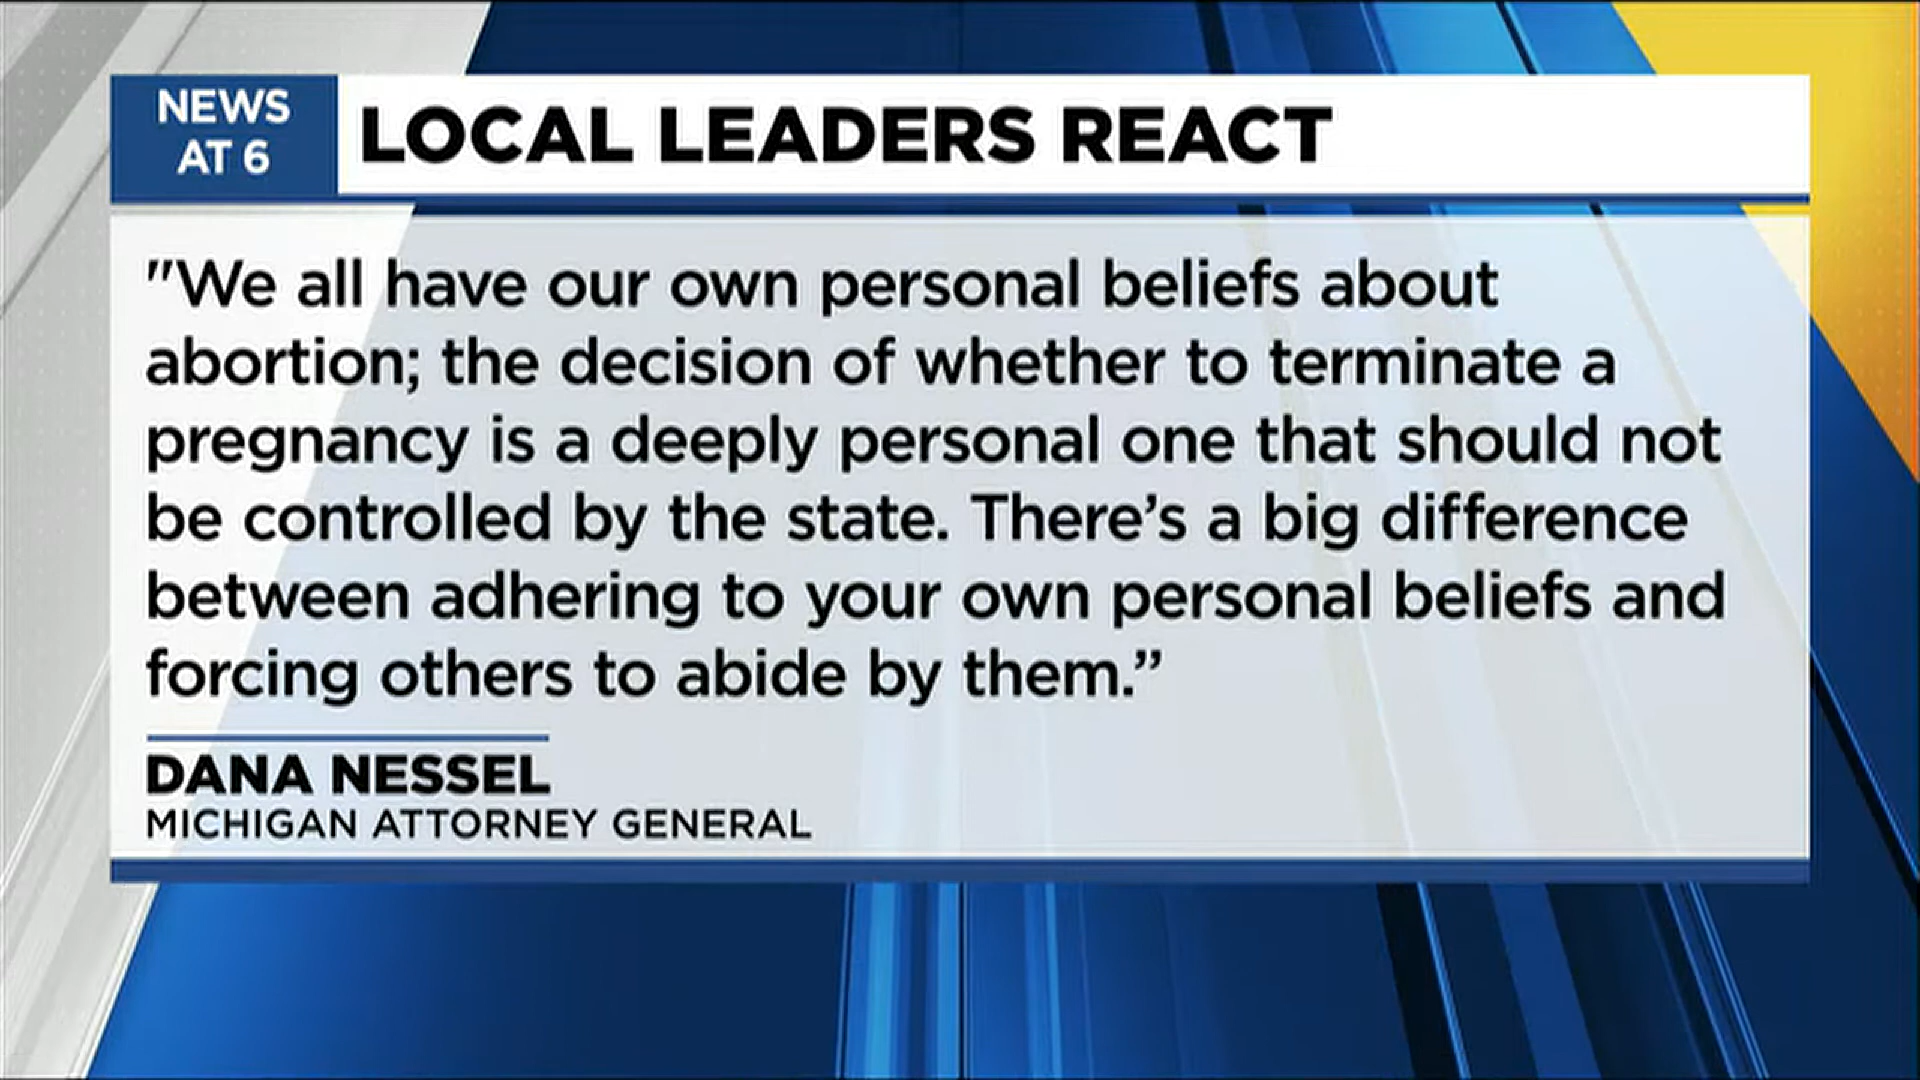 NEWS
AT 6
LOCAL LEADERS REACT
"We all have our own personal beliefs about
abortion; the decision of whether to terminate a
pregnancy is a deeply personal one that should not
be controlled by the state. There’s a big difference
between adhering to your own personal beliefs and
forcing others to abide by them.”
DANA NESSEL
MICHIGAN ATTORNEY GENERAL